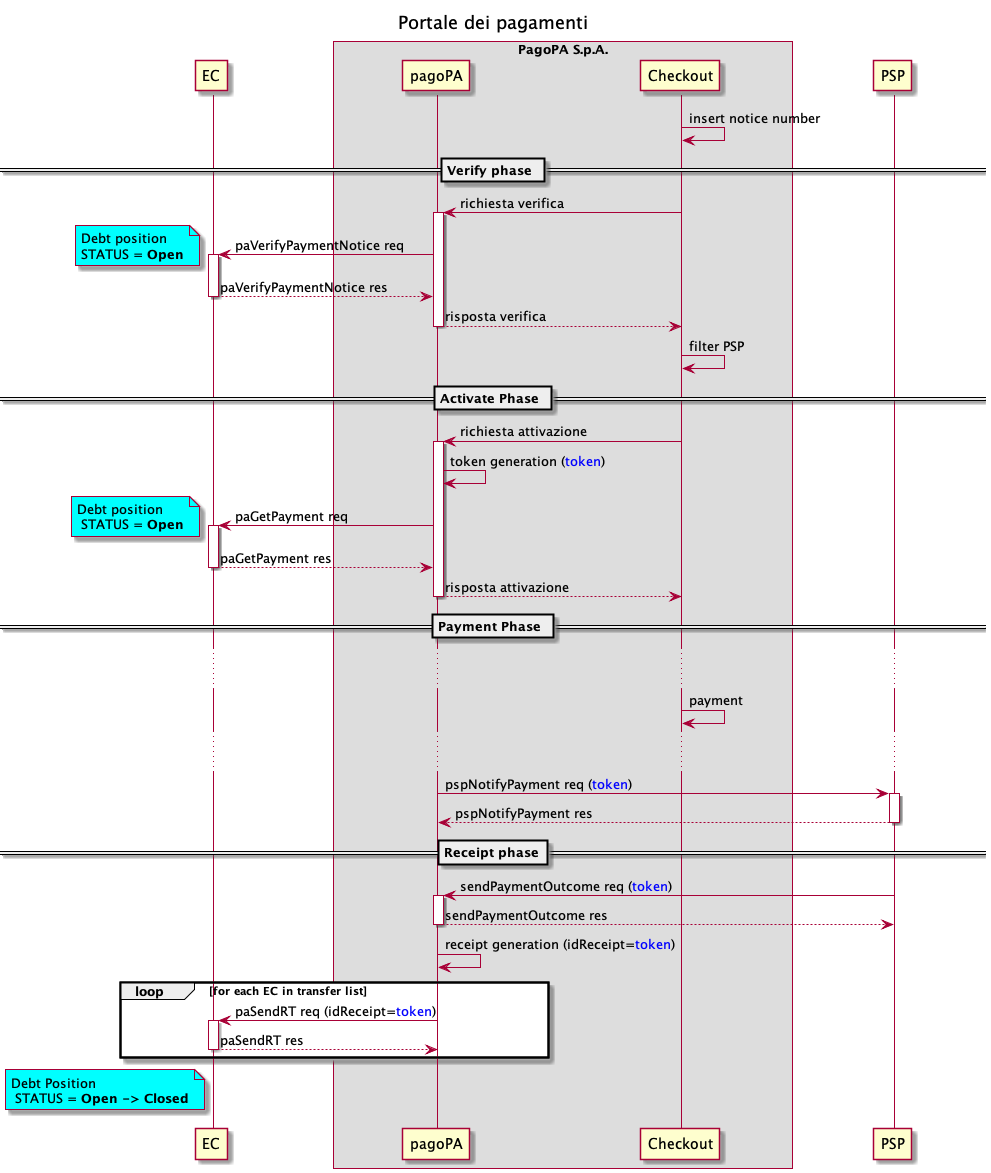 Portale dei pagamenti
PagoPA S.p.A.
EC
pagoPA
Checkout
PSP
insert notice number
Verify phase
richiesta verifica
Debt position
STATUS = Open
paVerifyPaymentNotice req
paVerifyPaymentNotice res
risposta verifica
filter PSP
Activate Phase
richiesta attivazione
token generation (token)
Debt position
STATUS = Open
paGetPayment req
paGetPayment res
risposta attivazione
Payment Phase
payment
pspNotifyPayment req (token)
pspNotifyPayment res
Receipt phase
sendPaymentOutcome req (token)
sendPaymentOutcome res
receipt generation (idReceipt=token)
loop
[for each EC in transfer list]
paSendRT req (idReceipt=token)
paSendRT res
Debt Position
STATUS = Open -> Closed
EC
pagoPA
Checkout
PSP